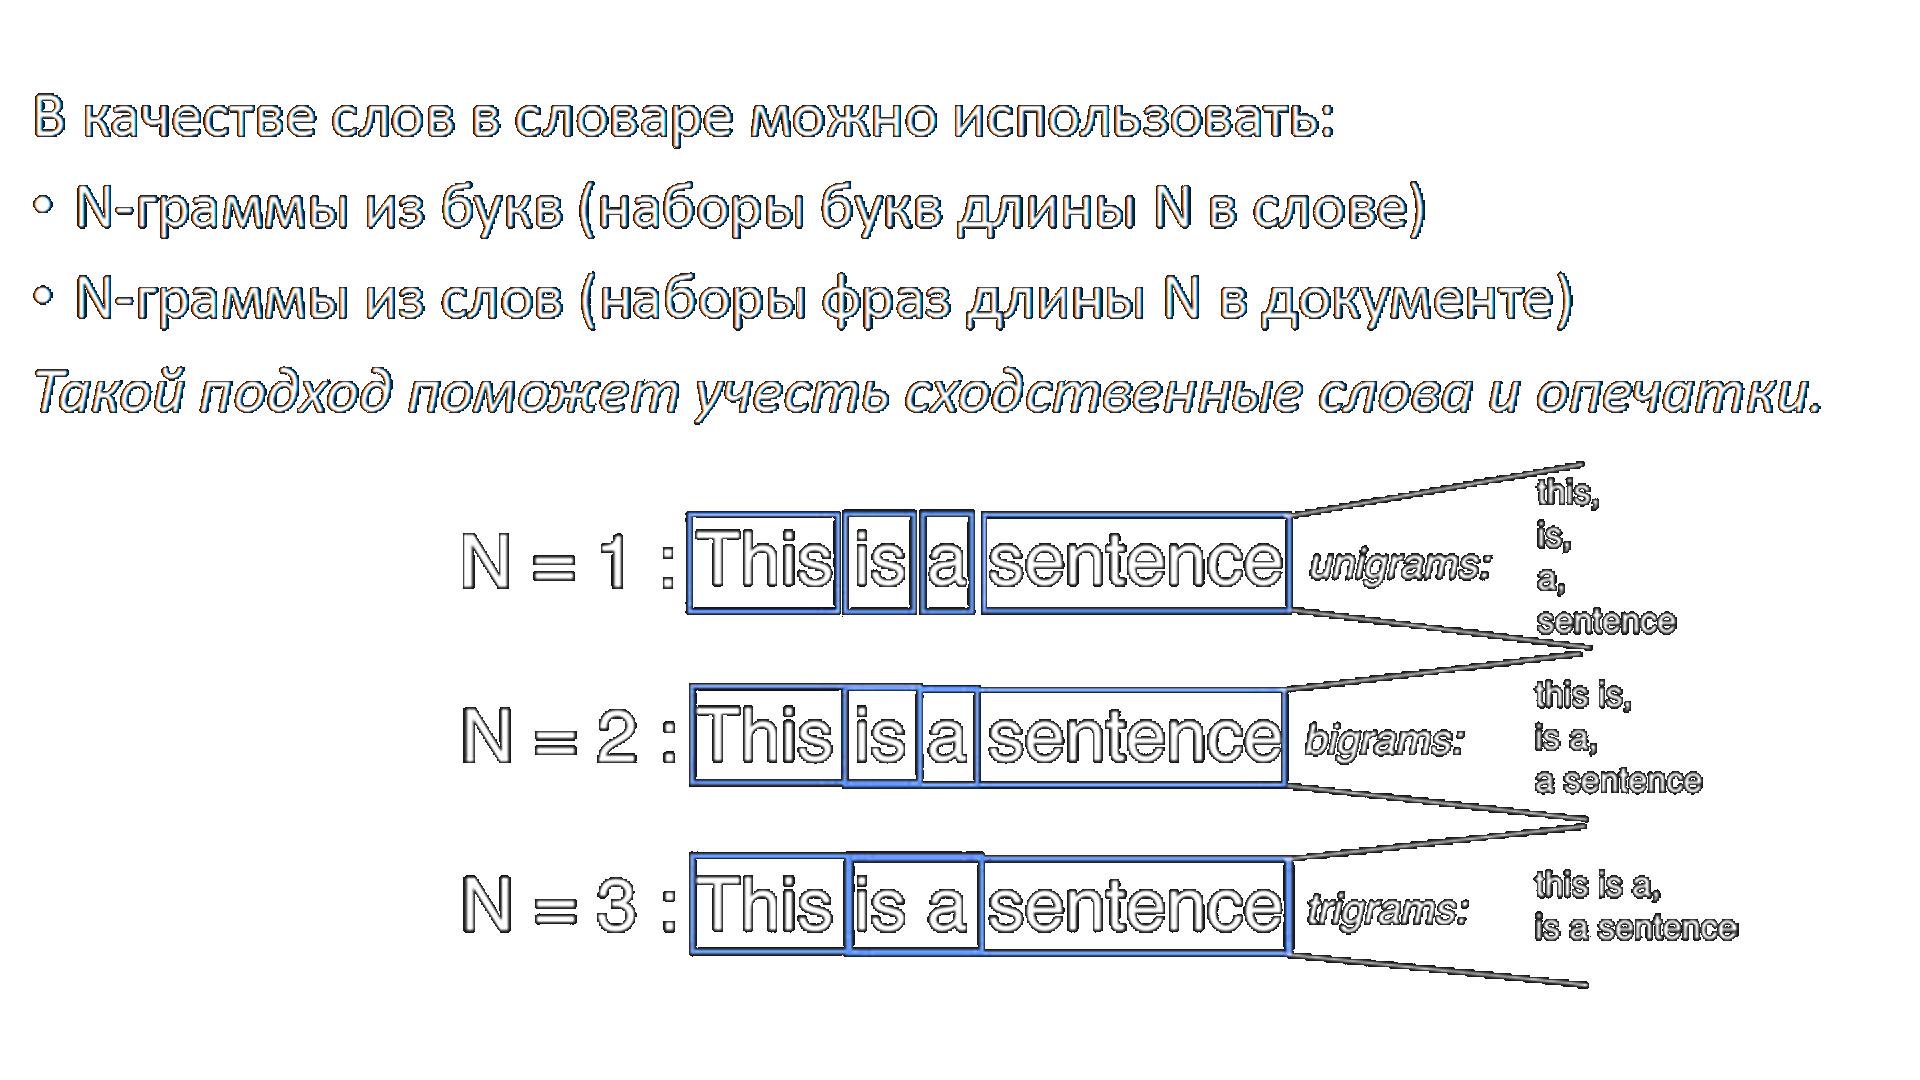 В качестве слов в словаре можно использовать:
• N-граммы из букв (наборы букв длины N в слове)
• N-граммы из слов (наборы фраз длины N в документе)
Такой подход поможет учесть сходственные слова и опечатки.
N = 1 : This is a sentence unigrams:
this,
is,
a,
sentence
N = 2 : This is a sentence bigrams:
this is,
is a,
a sentence
N = 3 : This is a sentence trigrams:
this is a,
is a sentence